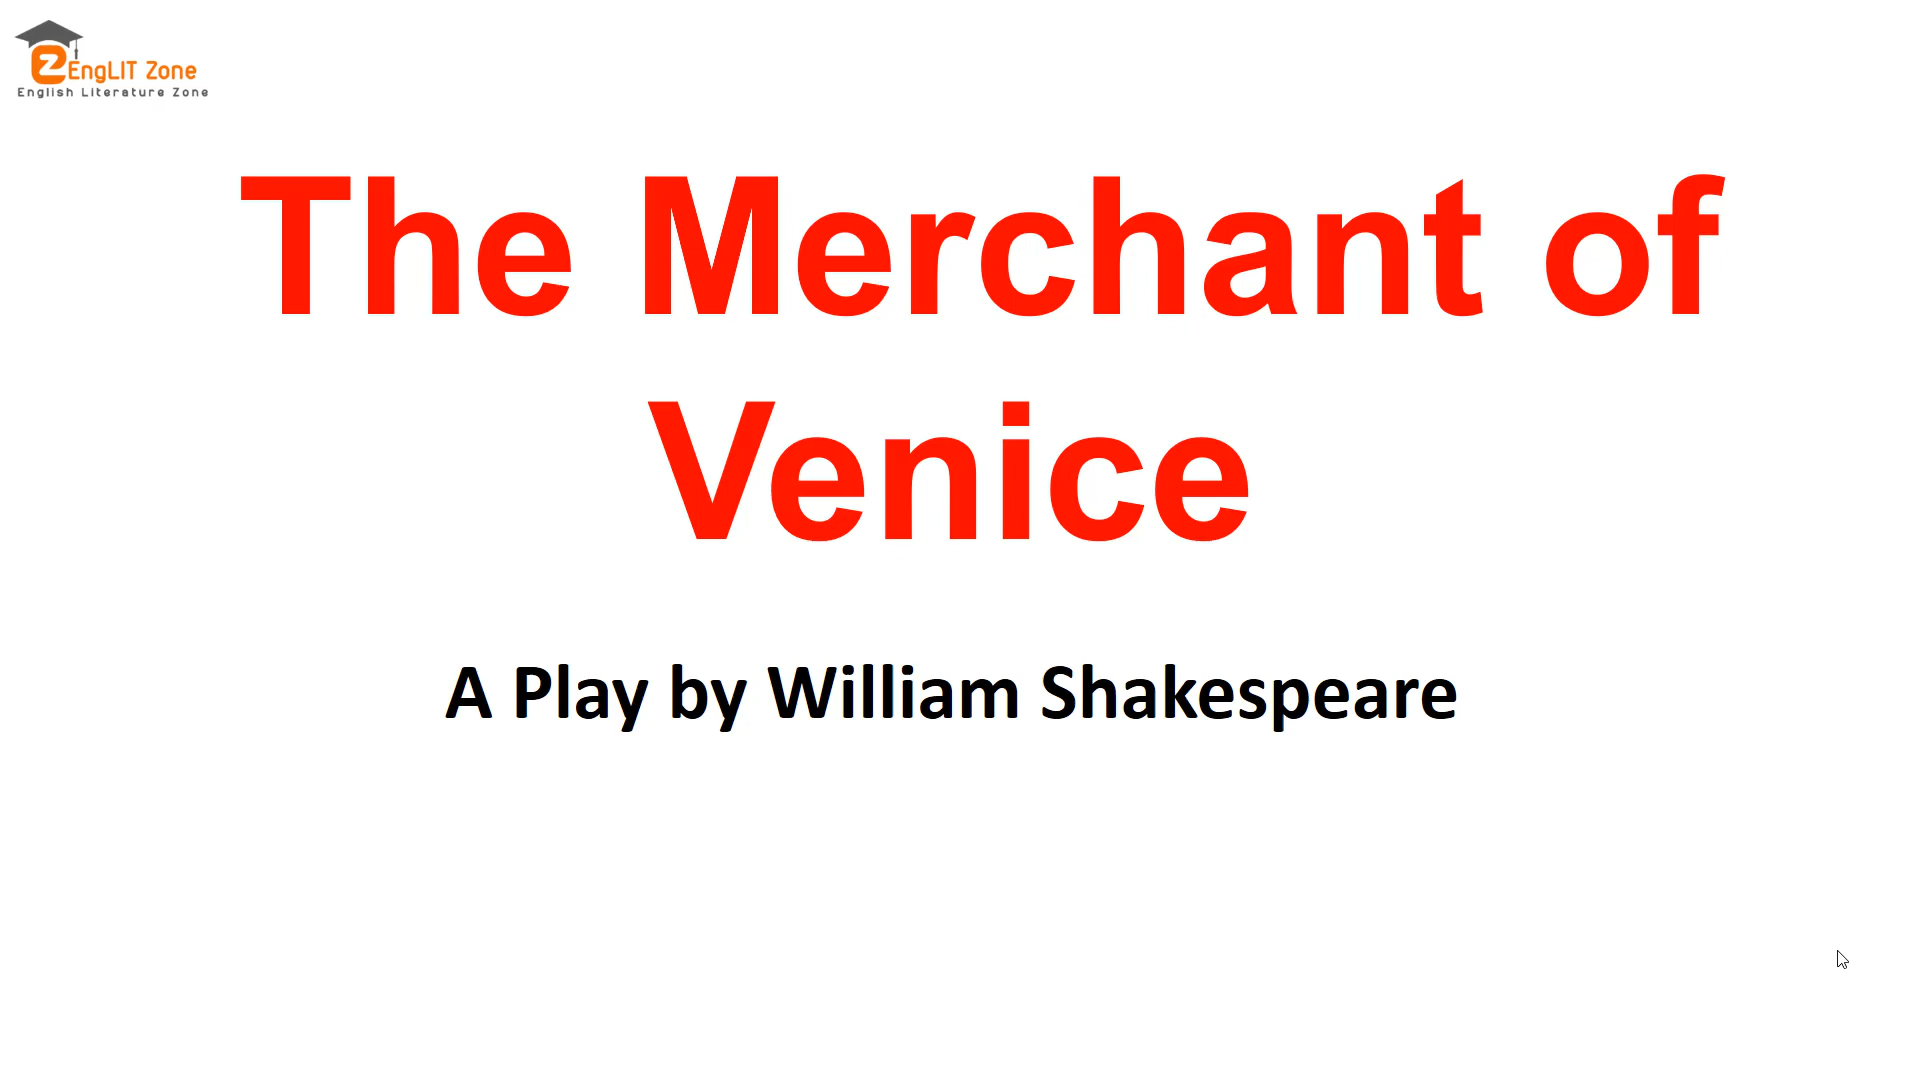 EngLIT Zone
English Literature Zone
The Merchant of
Venice
A Play by William Shakespeare